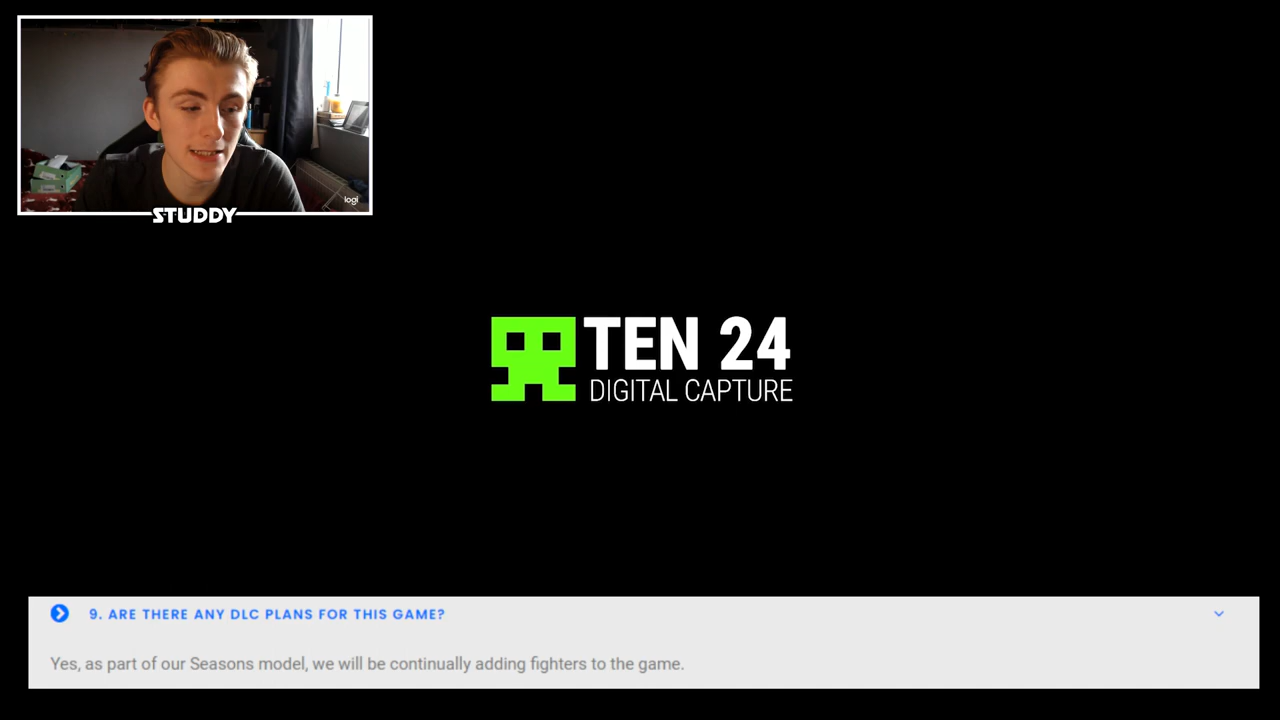 logi
STUDDY
TEN 24
DIGITAL CAPTURE
9. ARE THERE ANY DLC PLANS FOR THIS GAME?
Yes, as part of our Seasons model, we will be continually adding fighters to the game.